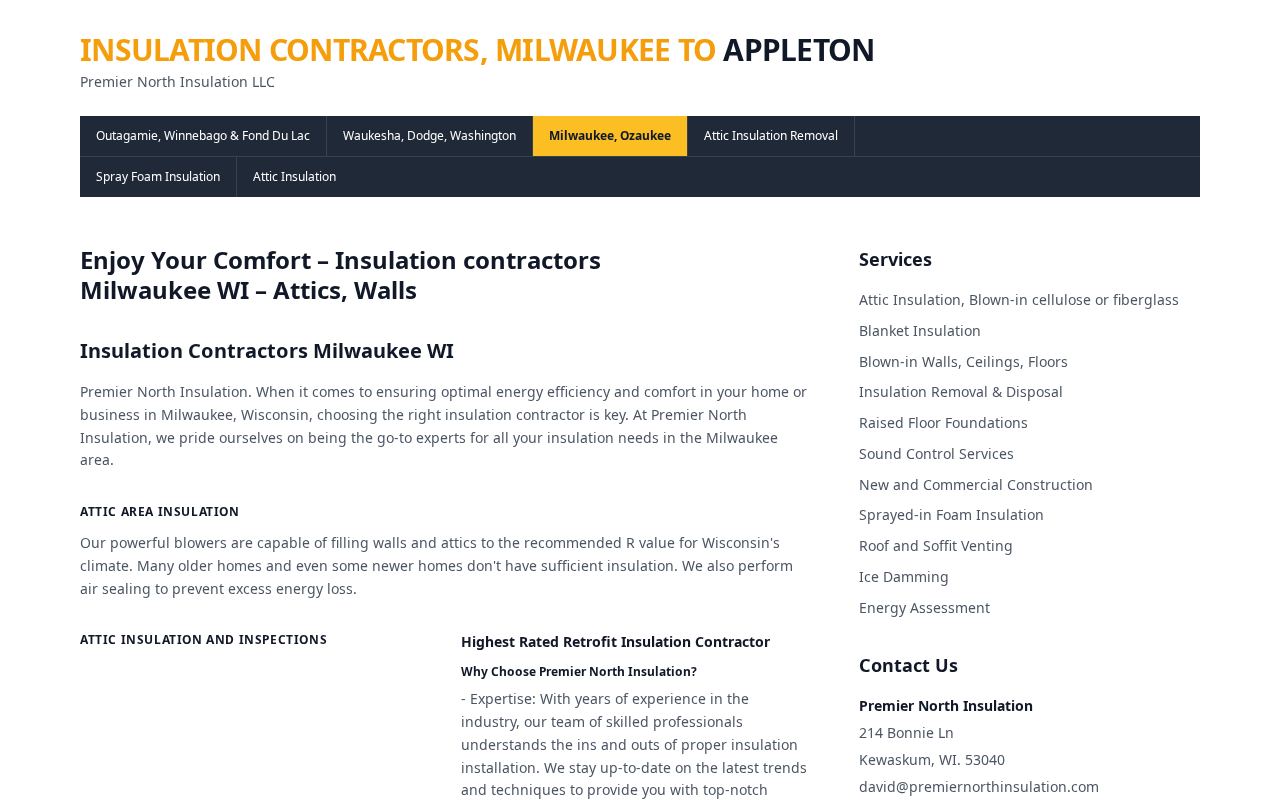 INSULATION CONTRACTORS, MILWAUKEE TO APPLETON
Premier North Insulation LLC
Outagamie, Winnebago & Fond Du Lac
Waukesha, Dodge, Washington
Milwaukee, Ozaukee
Attic Insulation Removal
Spray Foam Insulation
Attic Insulation
Enjoy Your Comfort – Insulation contractors
Milwaukee WI – Attics, Walls
Insulation Contractors Milwaukee WI
Premier North Insulation. When it comes to ensuring optimal energy efficiency and comfort in your home or
business in Milwaukee, Wisconsin, choosing the right insulation contractor is key. At Premier North
Insulation, we pride ourselves on being the go-to experts for all your insulation needs in the Milwaukee
area.
ATTIC AREA INSULATION
Our powerful blowers are capable of filling walls and attics to the recommended R value for Wisconsin's
climate. Many older homes and even some newer homes don't have sufficient insulation. We also perform
air sealing to prevent excess energy loss.
ATTIC INSULATION AND INSPECTIONS
Highest Rated Retrofit Insulation Contractor
Why Choose Premier North Insulation?
- Expertise: With years of experience in the
industry, our team of skilled professionals
understands the ins and outs of proper insulation
installation. We stay up-to-date on the latest trends
and techniques to provide you with top-notch
Services
Attic Insulation, Blown-in cellulose or fiberglass
Blanket Insulation
Blown-in Walls, Ceilings, Floors
Insulation Removal & Disposal
Raised Floor Foundations
Sound Control Services
New and Commercial Construction
Sprayed-in Foam Insulation
Roof and Soffit Venting
Ice Damming
Energy Assessment
Contact Us
Premier North Insulation
214 Bonnie Ln
Kewaskum, WI. 53040
david@premiernorthinsulation.com